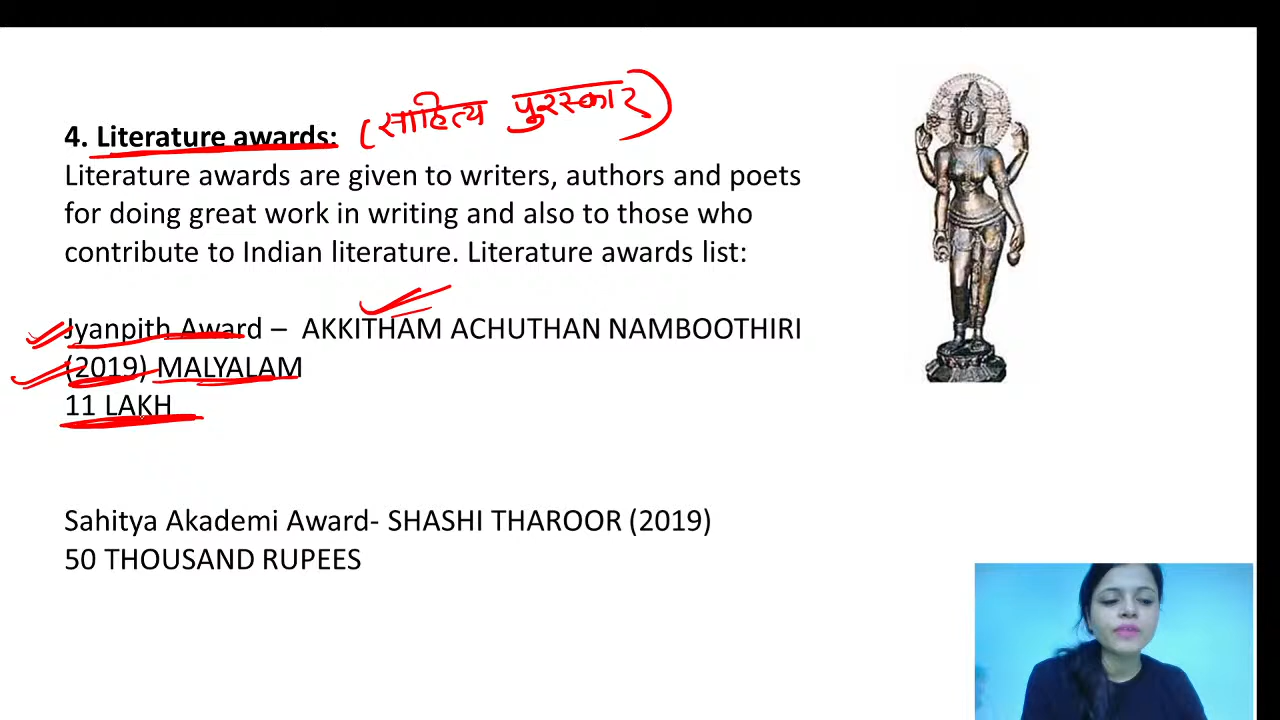 4. Literature awards: (साहित्य पुरस्कार)
Literature awards are given to writers, authors and poets
for doing great work in writing and also to those who
contribute to Indian literature. Literature awards list:
Jyanpith Award – AKKITHAM ACHUTHAN NAMBOOTHIRI
(2019) MALYALAM
11 LAKH
Sahitya Akademi Award- SHASHI THAROOR (2019)
50 THOUSAND RUPEES